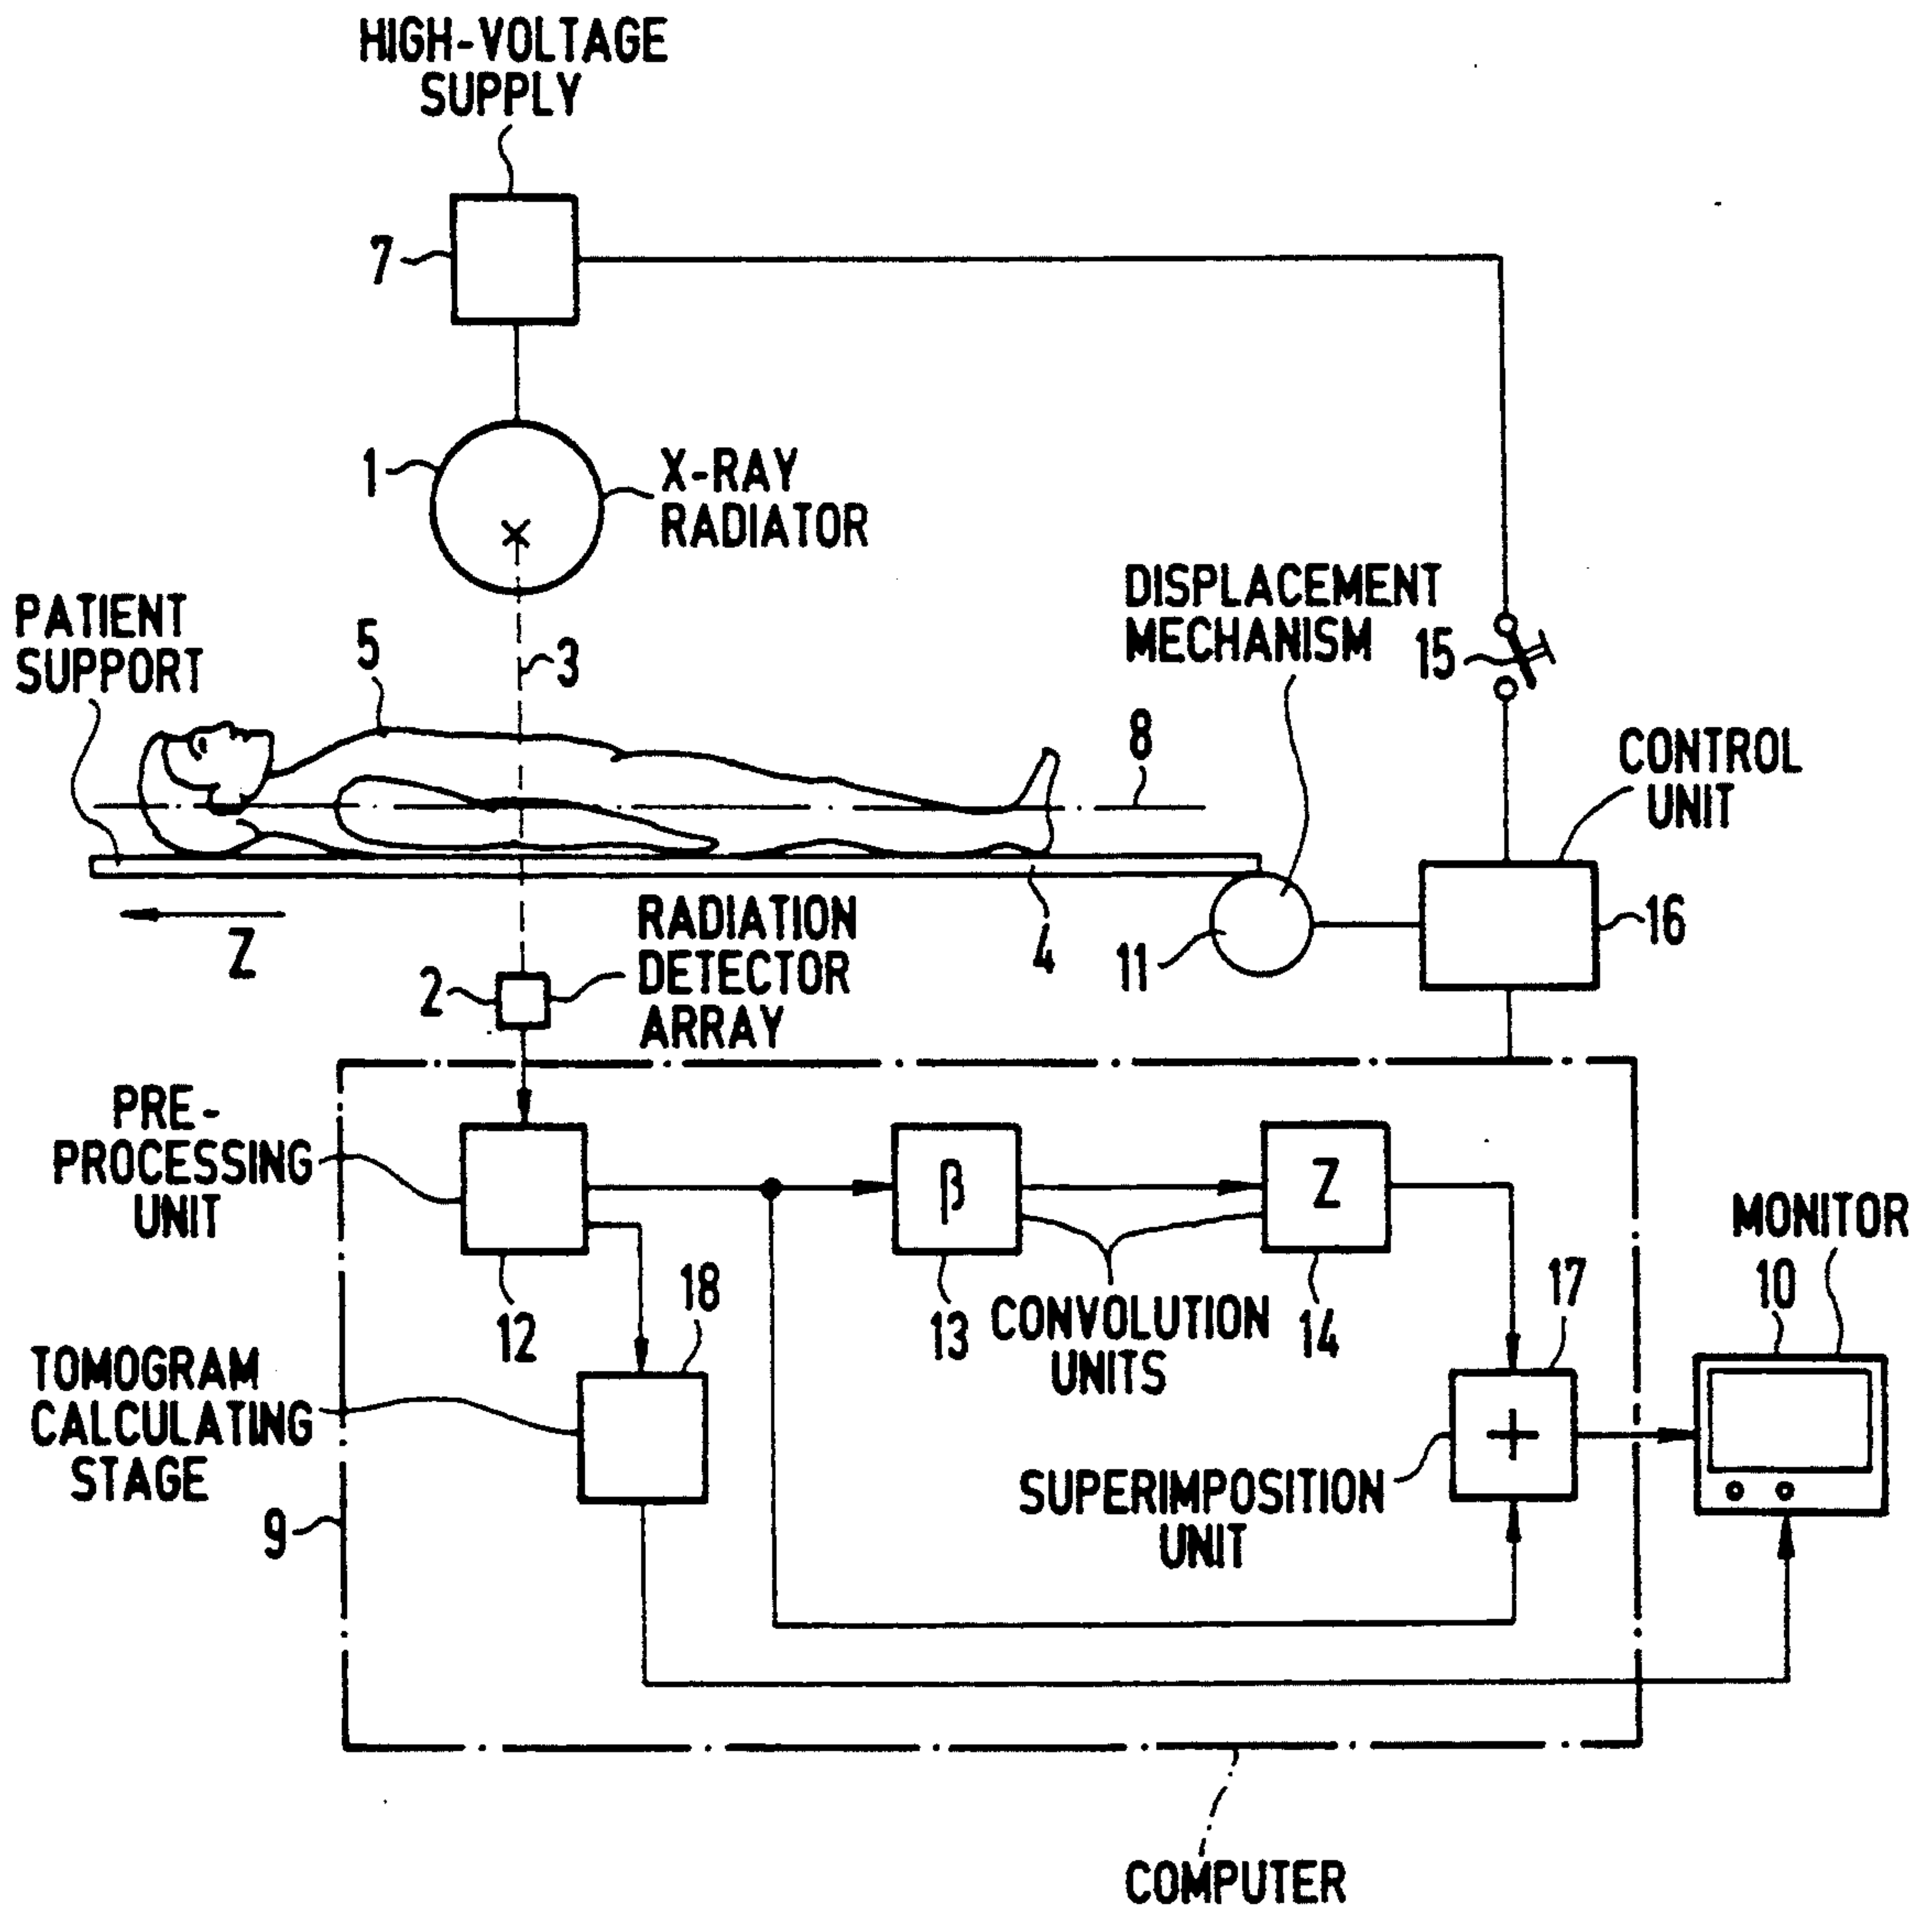 HIGH-VOLTAGE
SUPPLY
7
1
X-RAY
RADIATOR
PATIENT
SUPPORT
5
3
DISPLACEMENT
MECHANISM
15
8
CONTROL
UNIT
Z
2
RADIATION
DETECTOR
ARRAY
4
11
16
PRE-
PROCESSING
UNIT
β
Z
MONITOR
10
12
18
13
CONVOLUTION
UNITS
14
17
TOMOGRAM
CALCULATING
STAGE
+
SUPERIMPOSITION
UNIT
9
COMPUTER